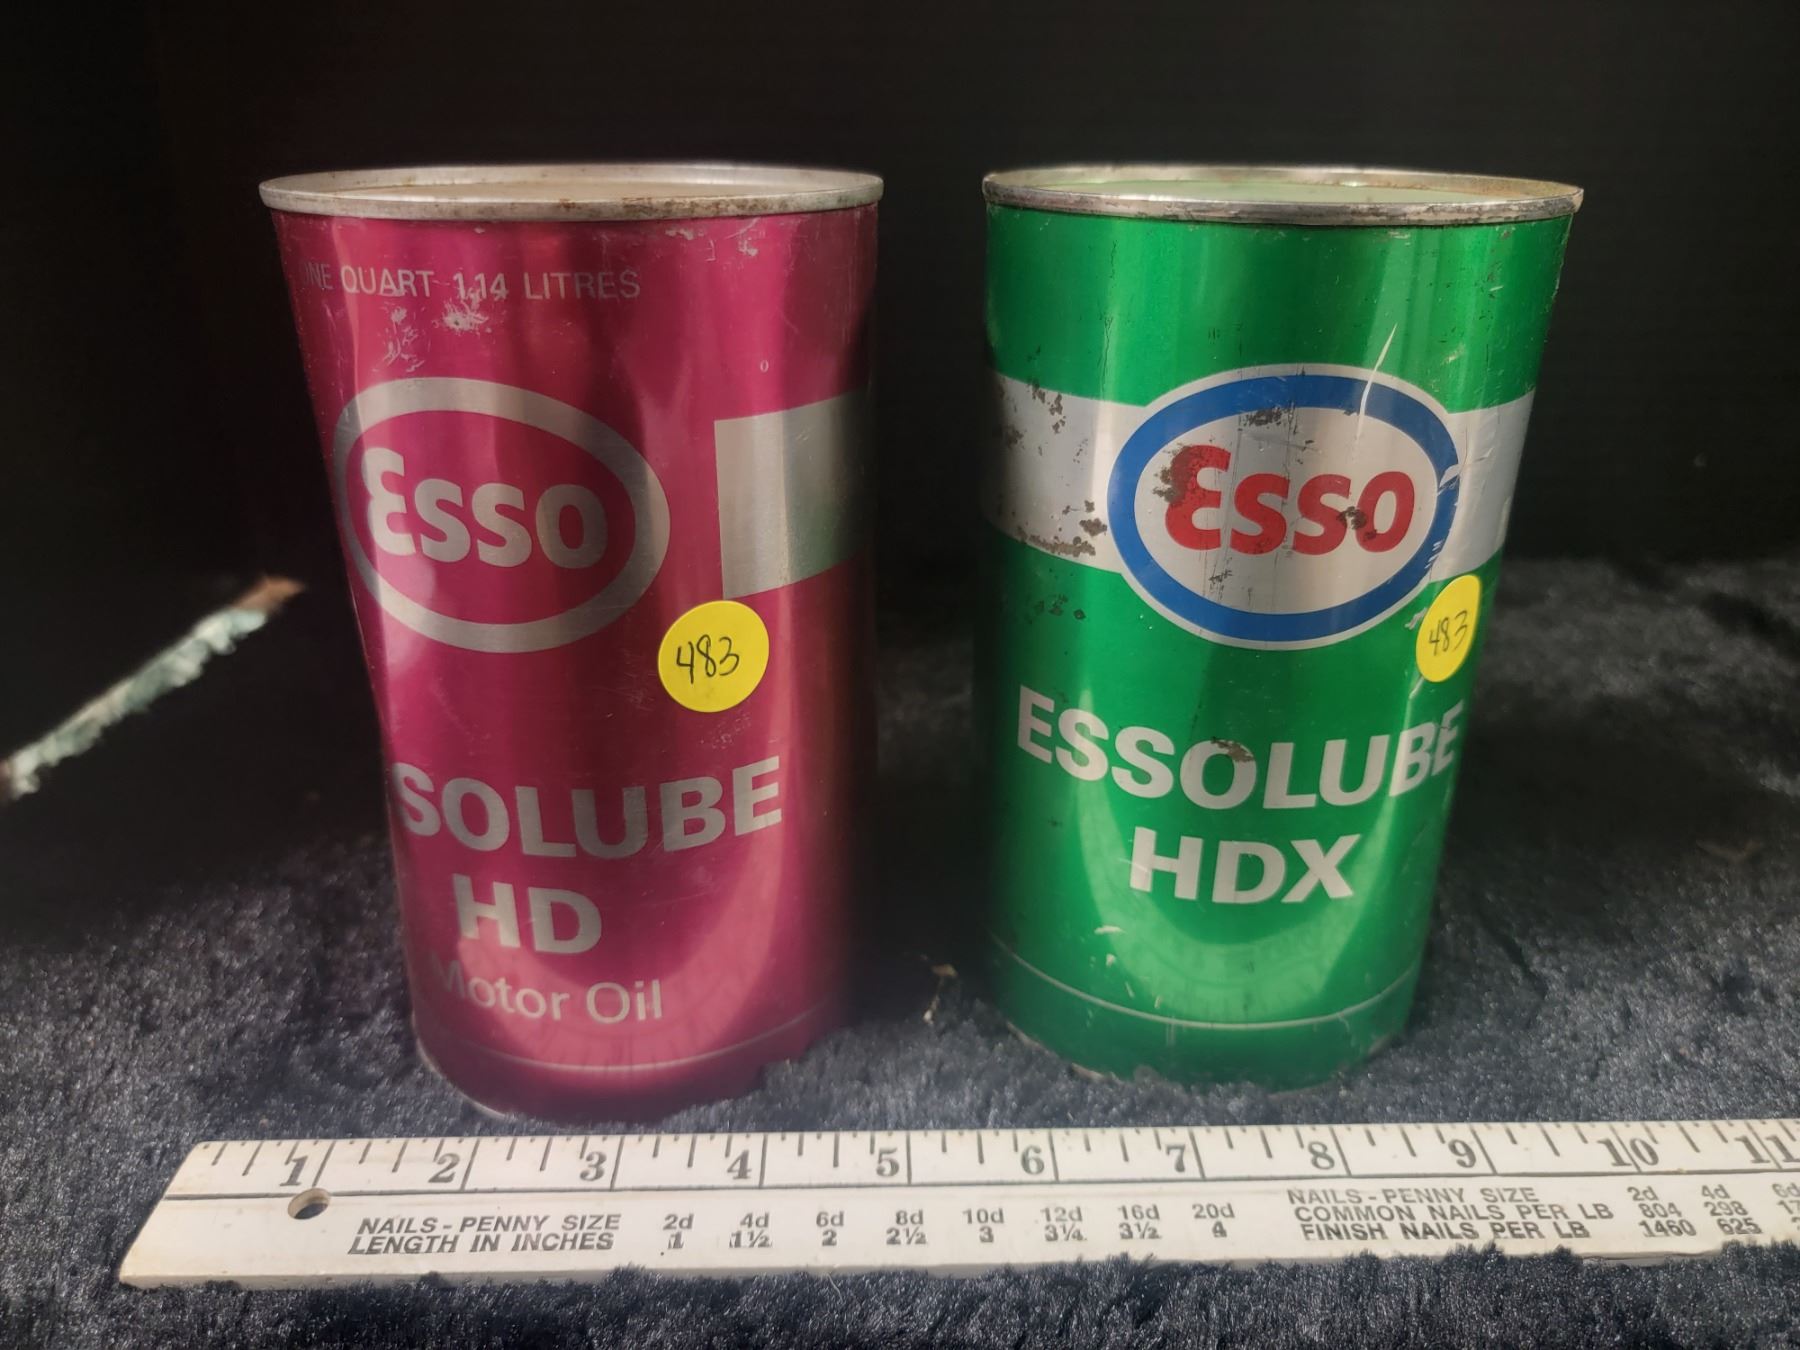 ONE QUART 1.14 LITRES
Esso
483
SOLUBE
HD
Motor Oil
Esso
483
ESSOLUBE
HDX
1 2 3 4 5 6 7 8 9 10 11
NAILS - PENNY SIZE 2d 4d 6d 8d 10d 12d 16d 20d
LENGTH IN INCHES 1 1½ 2 2½ 3 3¼ 3½ 4
NAILS - PENNY SIZE 2d 4d 6d
COMMON NAILS PER LB 804 298
FINISH NAILS PER LB 1460 625